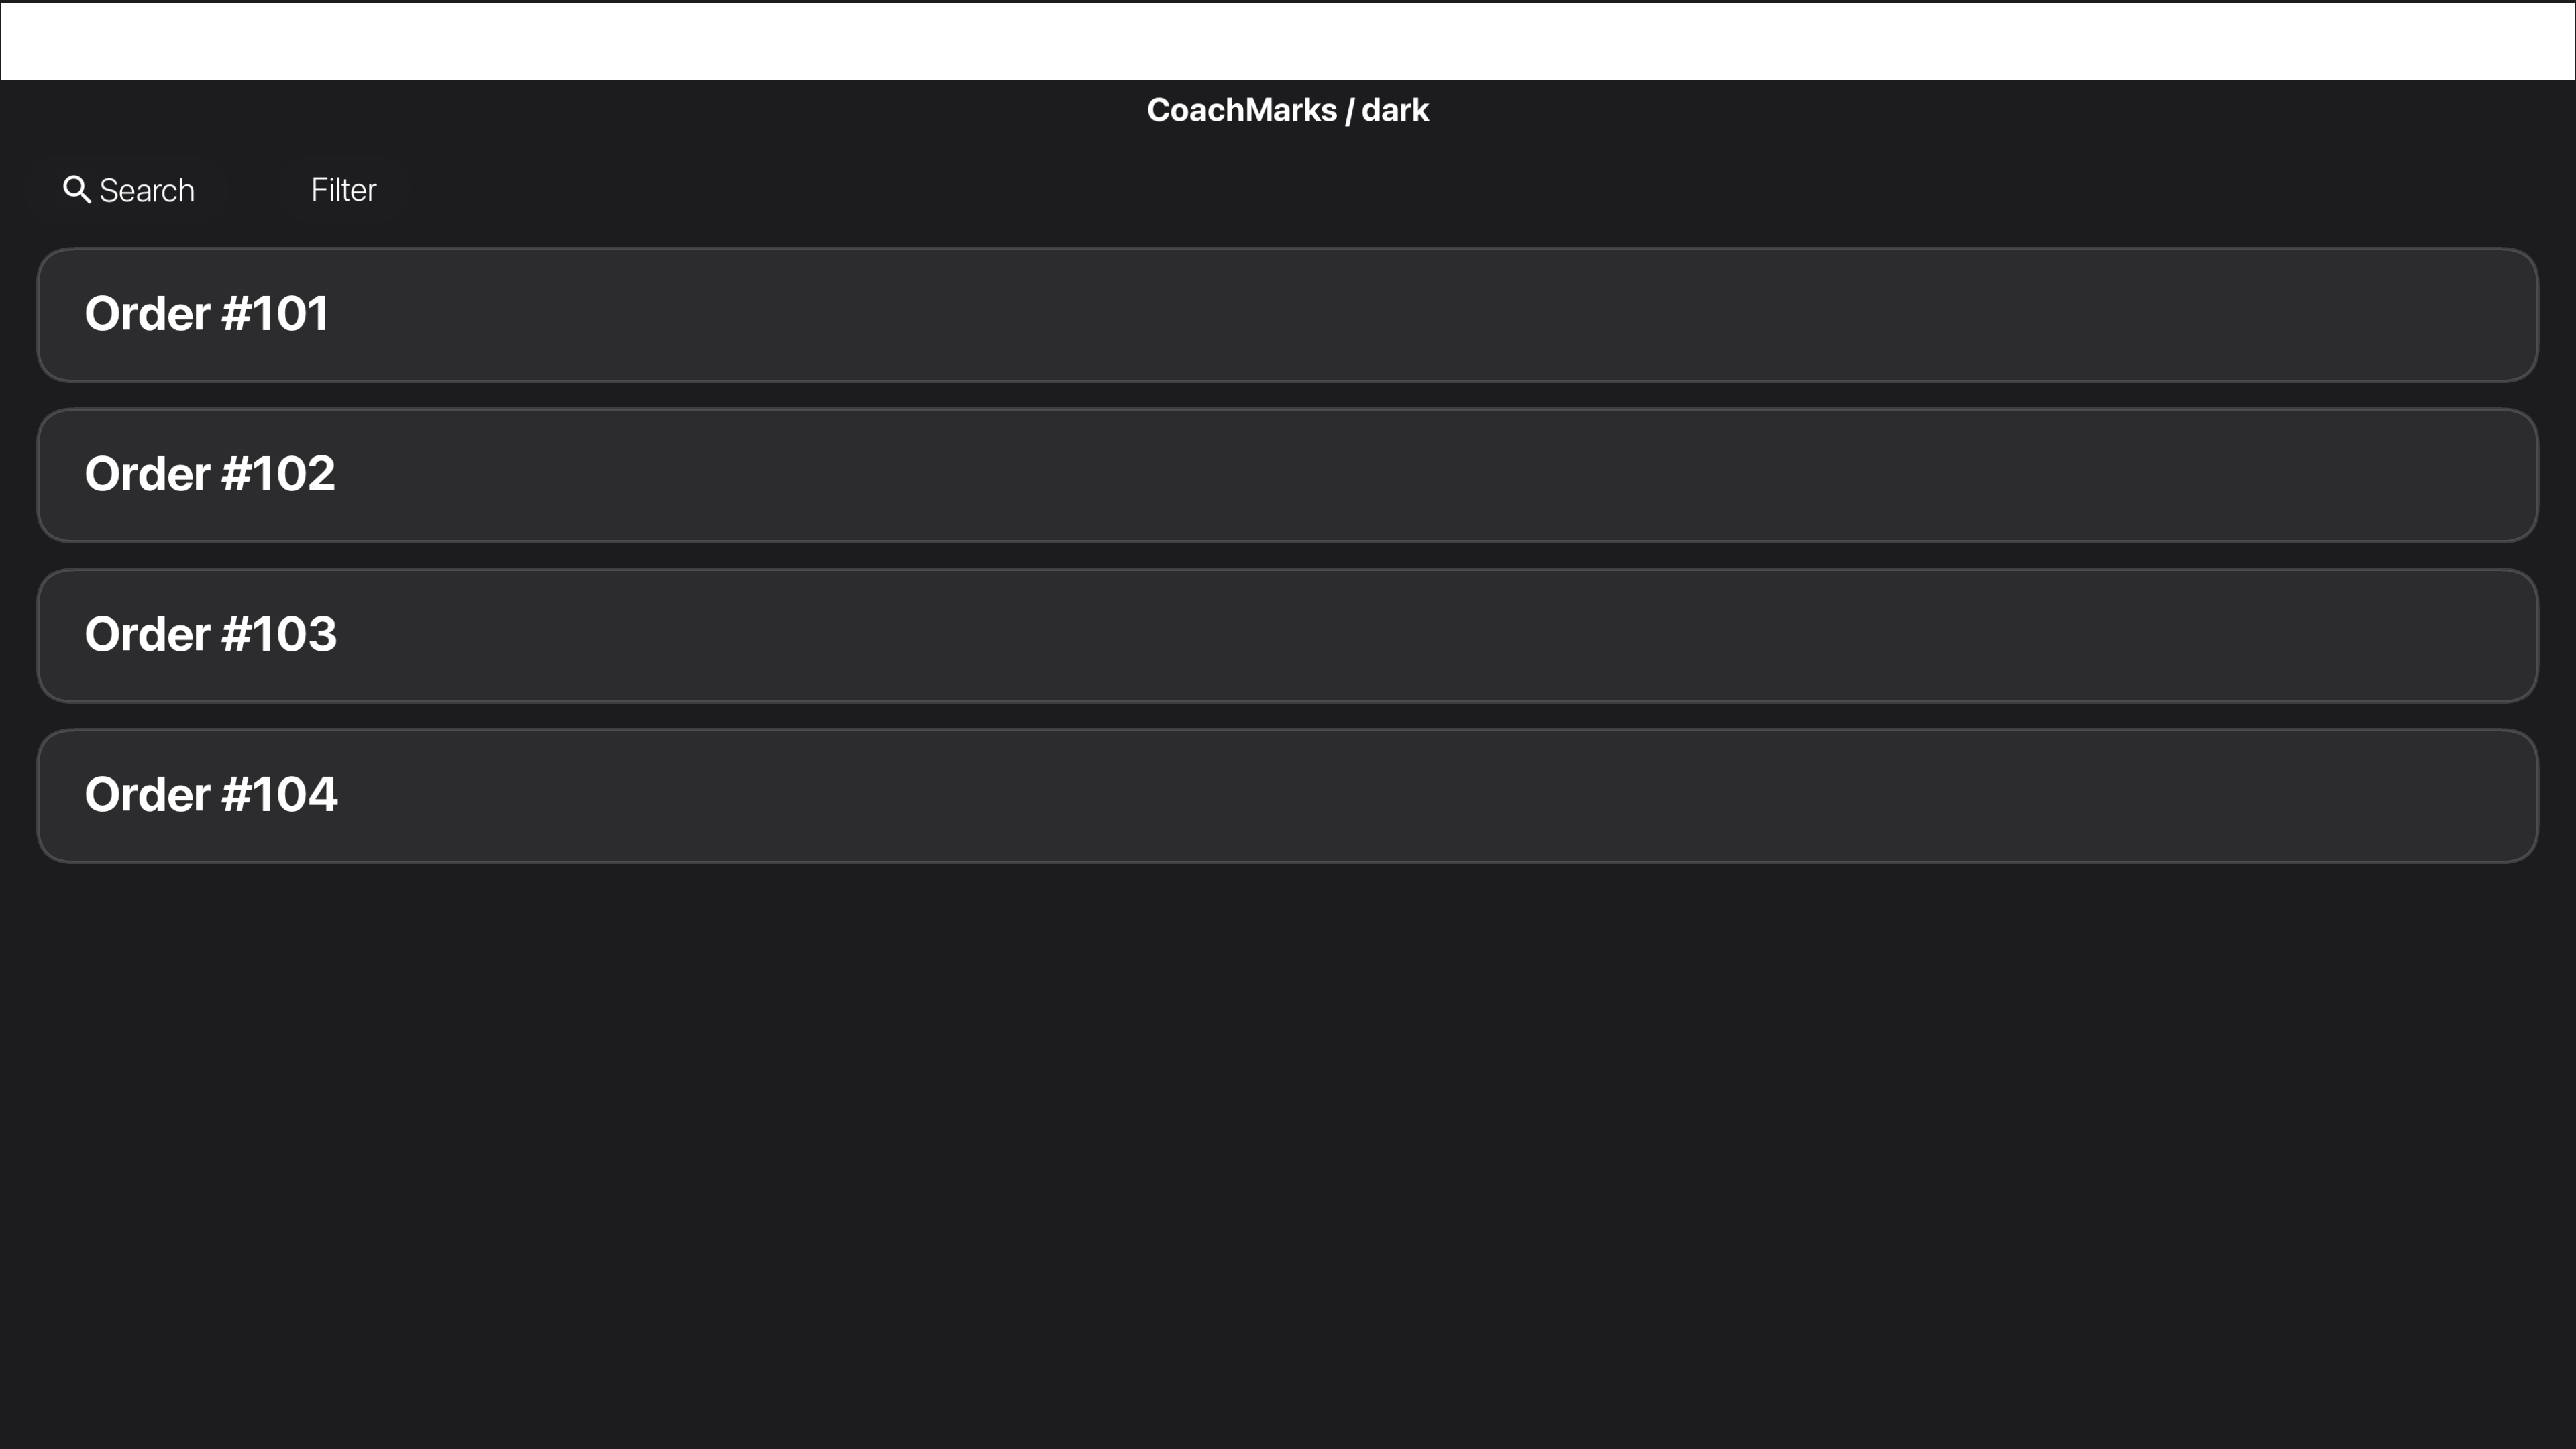 CoachMarks / dark
Search Filter
Order #101
Order #102
Order #103
Order #104